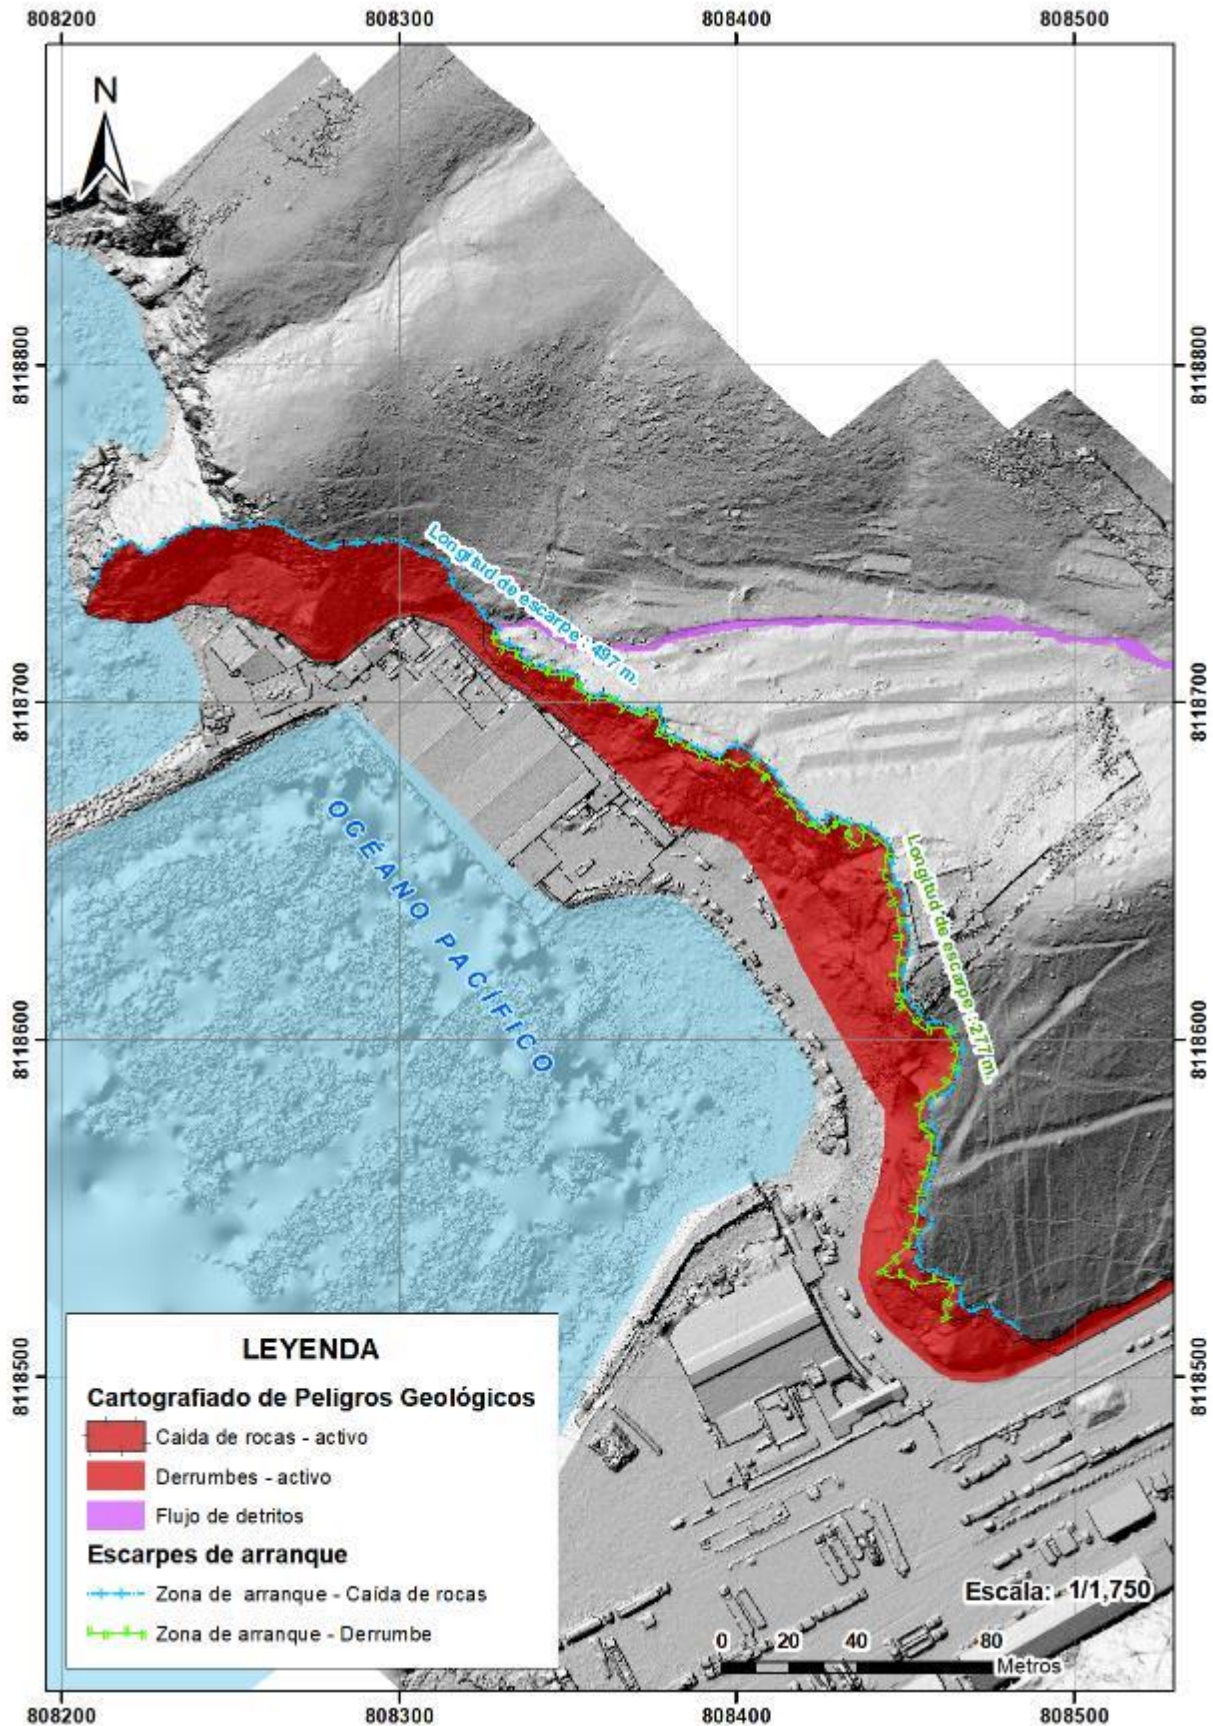 808200 808300 808400 808500
N
8118800 8118800
Longitud de escarpe : 497 m.
8118700 8118700
OCÉANO PACÍFICO
Longitud de escarpe : 277 m.
8118600 8118600
8118500 8118500
LEYENDA
Cartografiado de Peligros Geológicos
Caida de rocas - activo
Derrumbes - activo
Flujo de detritos
Escarpes de arranque
Zona de arranque - Caída de rocas
Zona de arranque - Derrumbe
Escala: 1/1,750
0 20 40 80
Metros
808200 808300 808400 808500